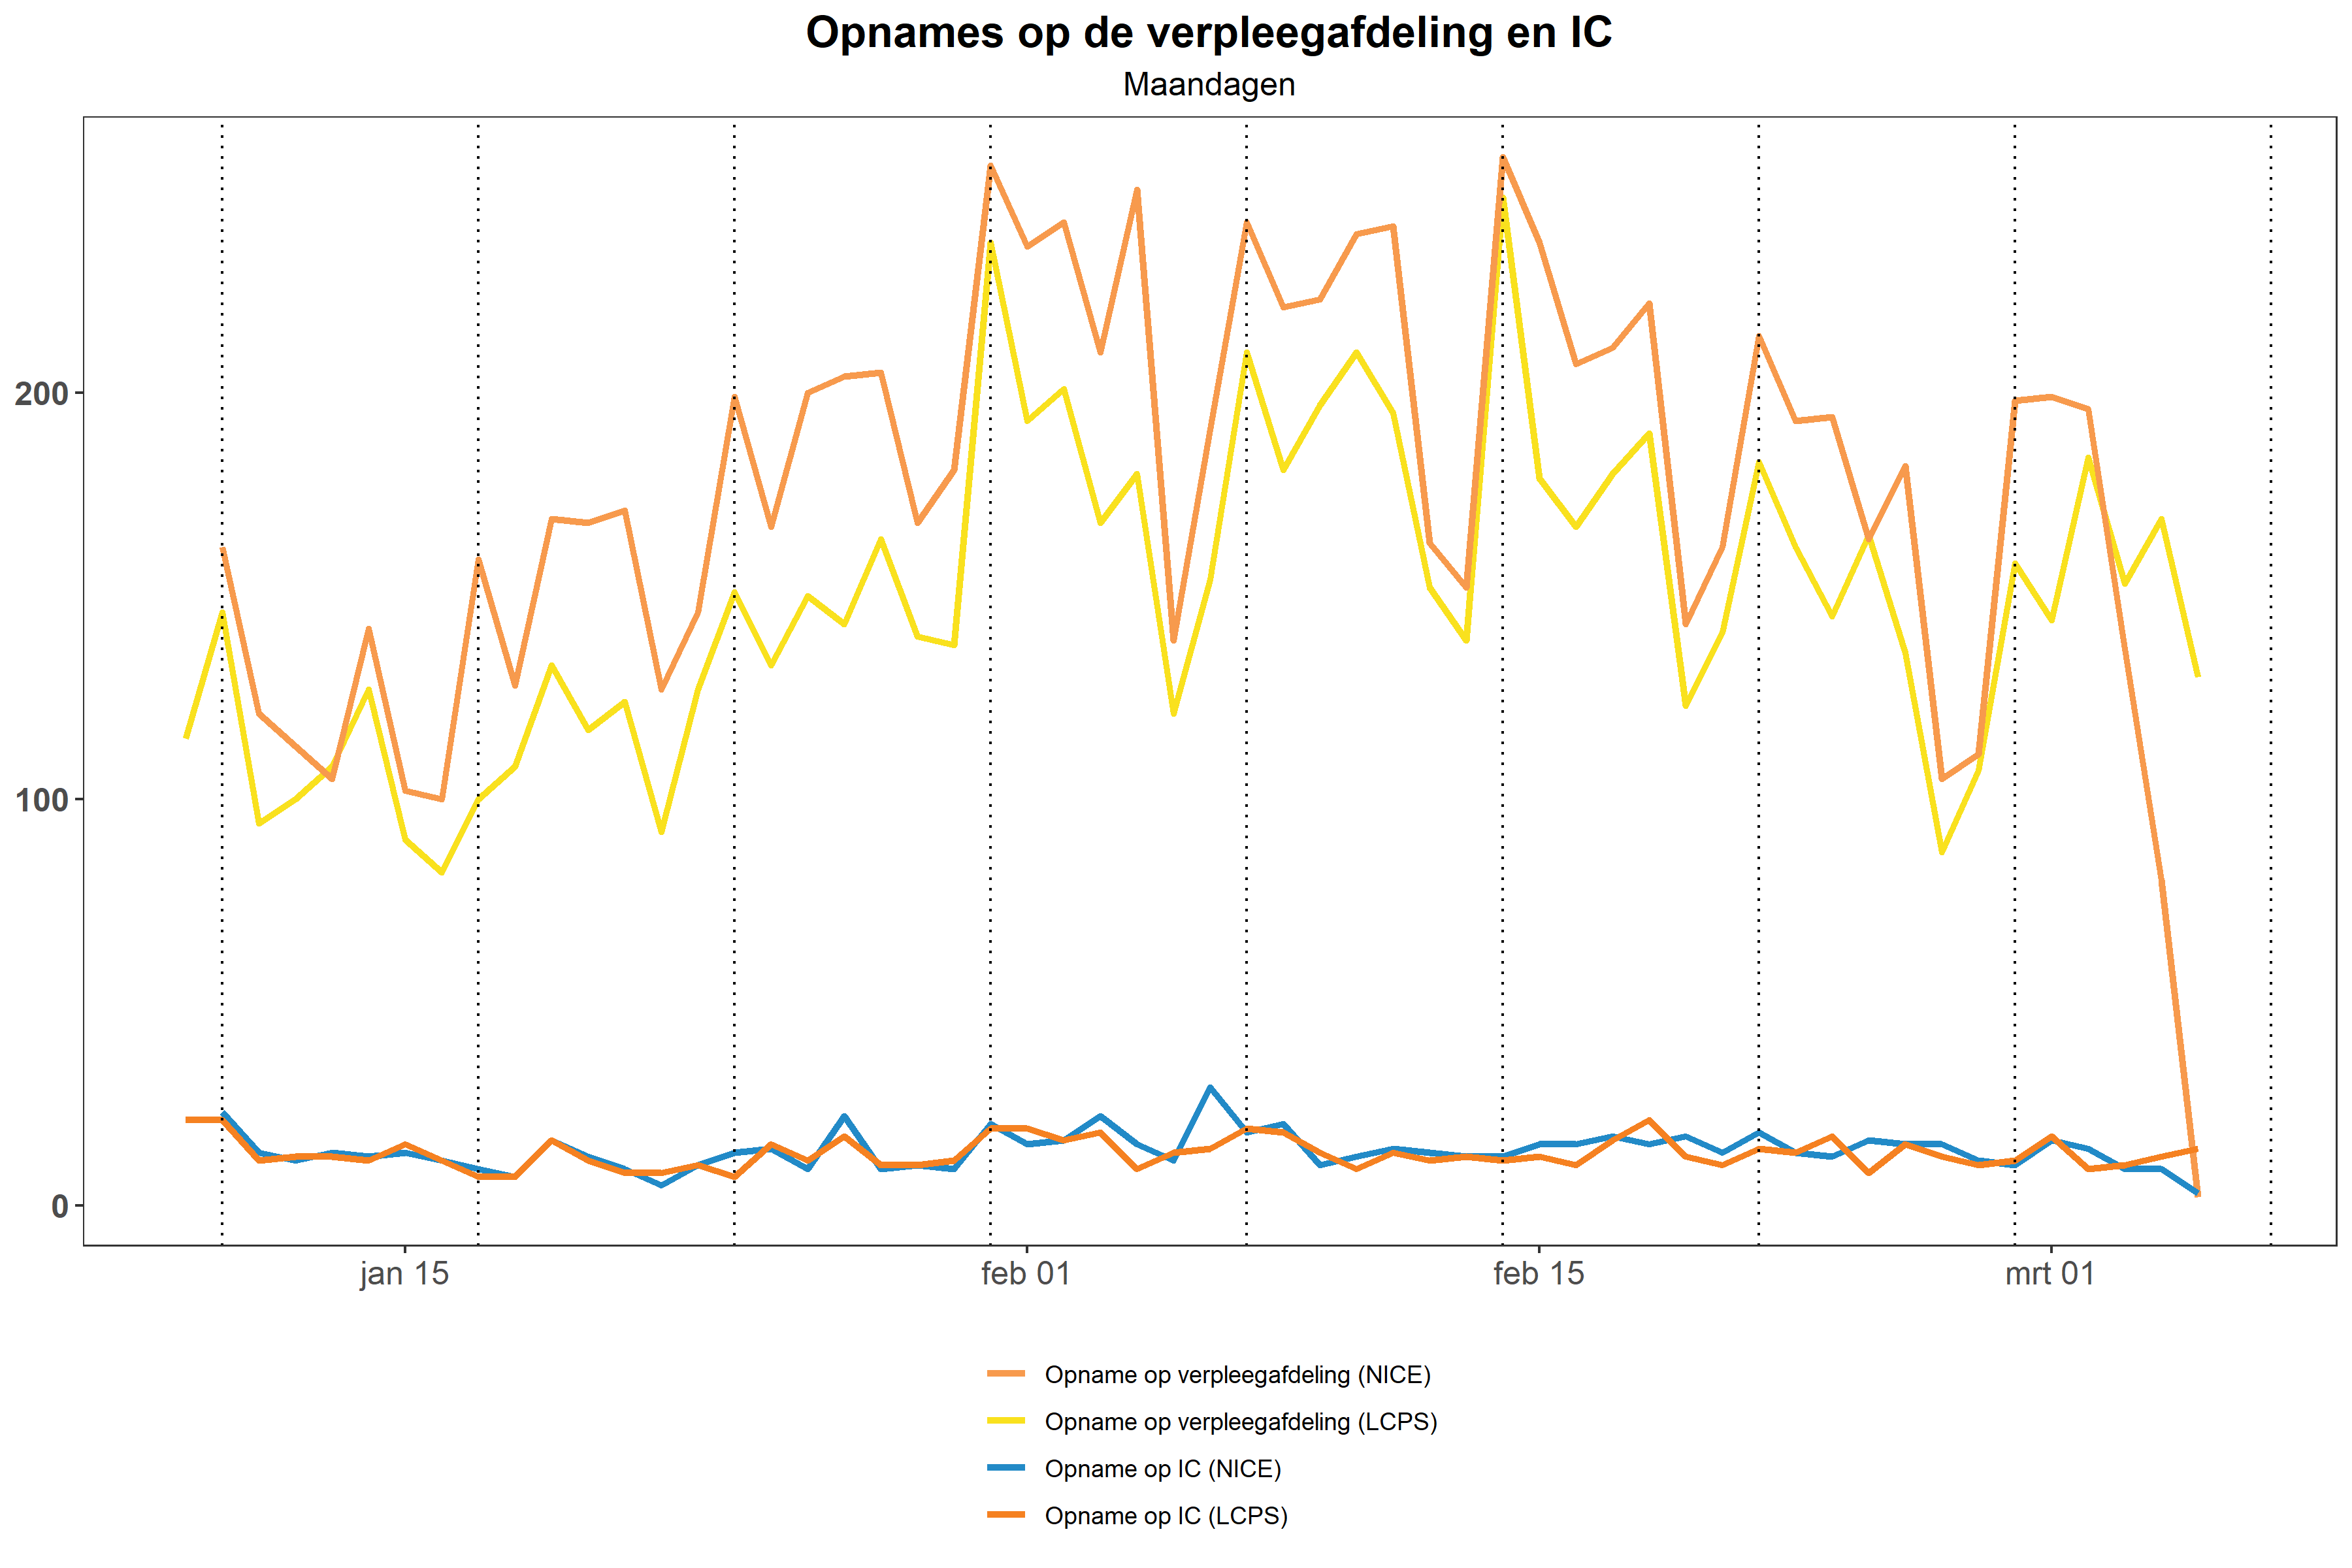 Opnames op de verpleegafdeling en IC
Maandagen
200
100
0
jan 15 feb 01 feb 15 mrt 01
Opname op verpleegafdeling (NICE)
Opname op verpleegafdeling (LCPS)
Opname op IC (NICE)
Opname op IC (LCPS)